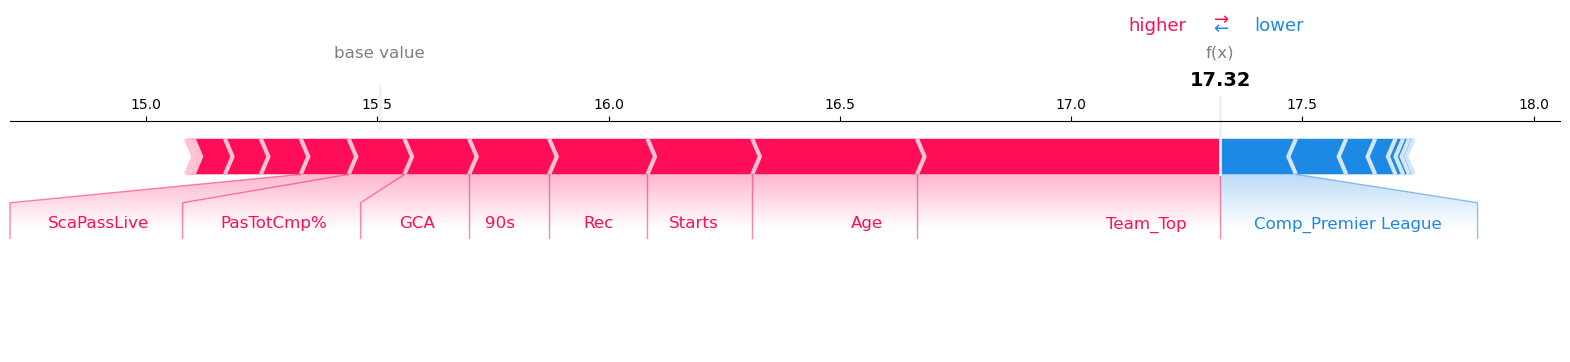 higher ⇄ lower
base value f(x)
17.32
15.0 15.5 16.0 16.5 17.0 17.5 18.0
ScaPassLive PasTotCmp% GCA 90s Rec Starts Age Team_Top Comp_Premier League